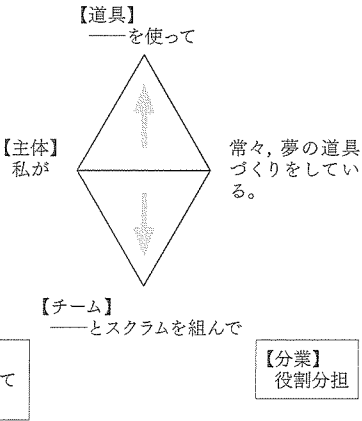 【道具】
──を使って
【主体】
私が
常々，夢の道具
づくりをしてい
る。
【チーム】
──とスクラムを組んで
て
【分業】
役割分担